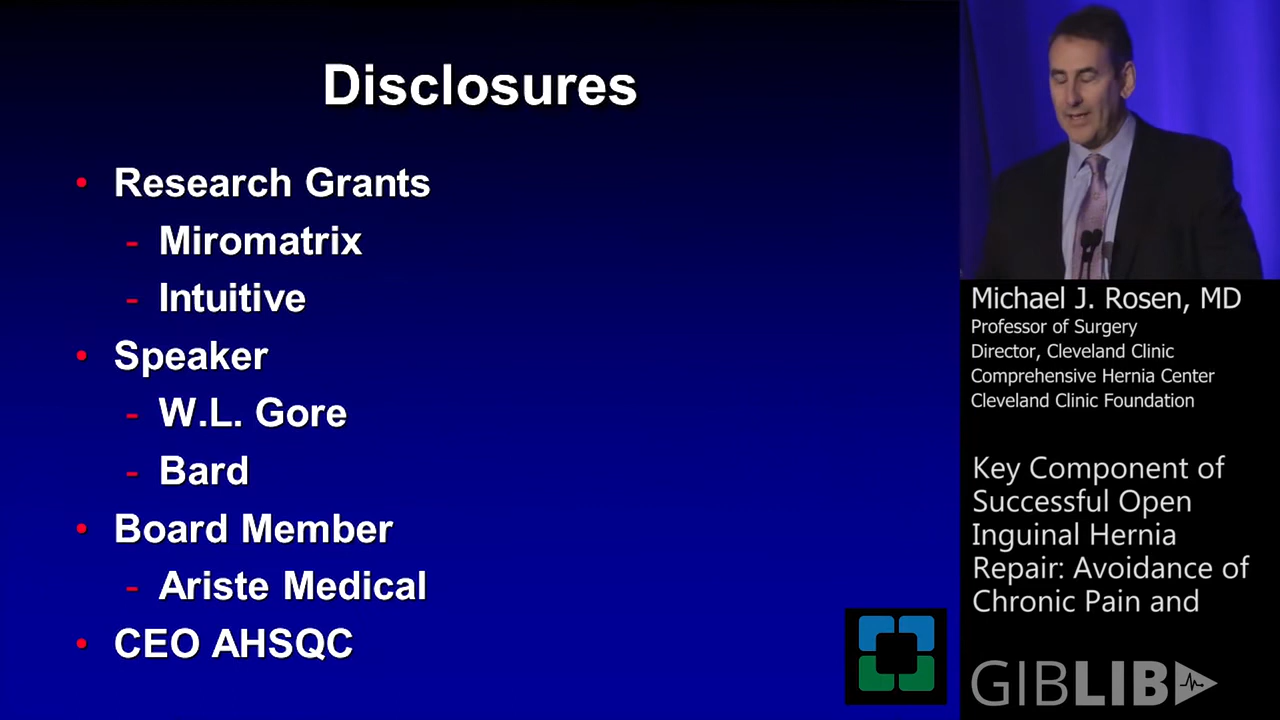 Disclosures
• Research Grants
- Miromatrix
- Intuitive
• Speaker
- W.L. Gore
- Bard
• Board Member
- Ariste Medical
• CEO AHSQC
Michael J. Rosen, MD
Professor of Surgery
Director, Cleveland Clinic
Comprehensive Hernia Center
Cleveland Clinic Foundation
Key Component of
Successful Open
Inguinal Hernia
Repair: Avoidance of
Chronic Pain and
GIBLIB